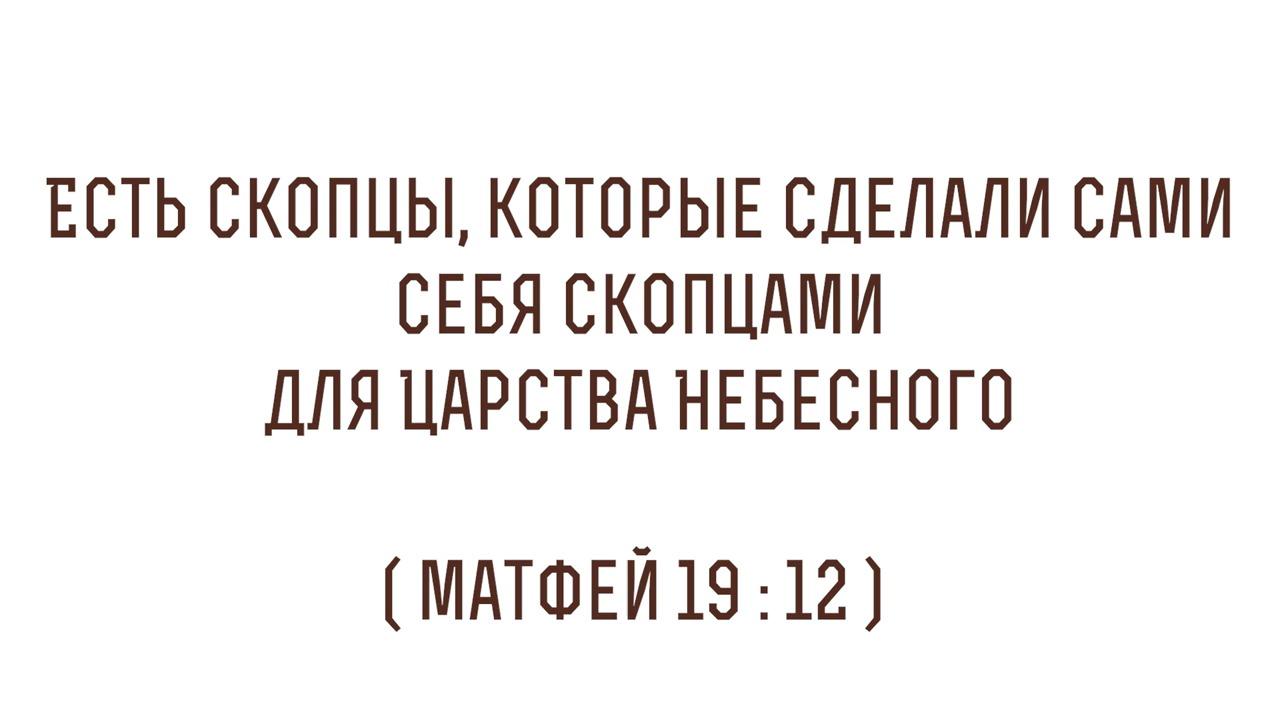 ЕСТЬ СКОПЦЫ, КОТОРЫЕ СДЕЛАЛИ САМИ
СЕБЯ СКОПЦАМИ
ДЛЯ ЦАРСТВА НЕБЕСНОГО
( МАТФЕЙ 19 : 12 )